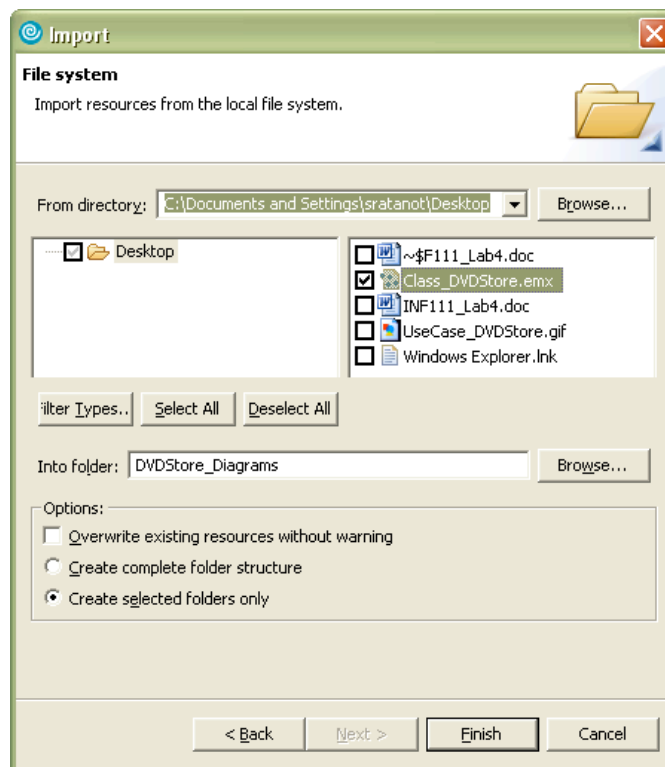 Import
File system
Import resources from the local file system.
From directory: C:\Documents and Settings\sratanot\Desktop Browse...
Desktop
~$F111_Lab4.doc
Class_DVDStore.emx
INF111_Lab4.doc
UseCase_DVDStore.gif
Windows Explorer.lnk
ilter Types.. Select All Deselect All
Into folder: DVDStore_Diagrams Browse...
Options:
Overwrite existing resources without warning
Create complete folder structure
Create selected folders only
< Back Next > Finish Cancel